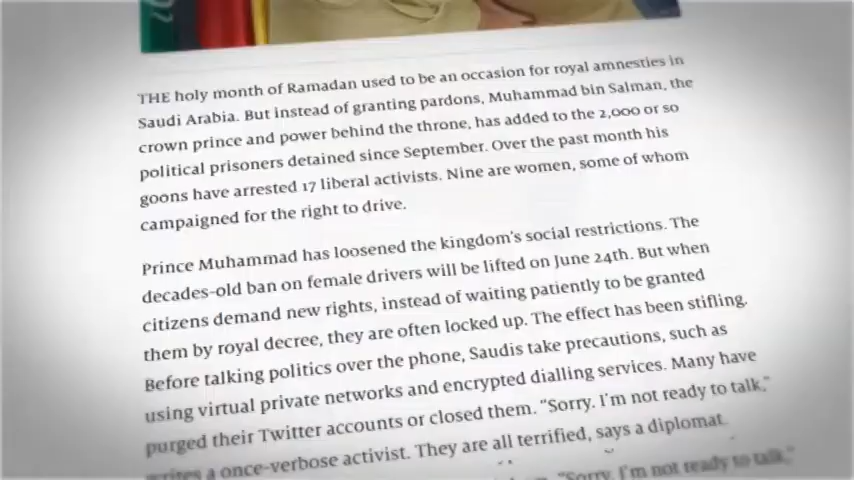 THE holy month of Ramadan used to be an occasion for royal amnesties in
Saudi Arabia. But instead of granting pardons, Muhammad bin Salman, the
crown prince and power behind the throne, has added to the 2,000 or so
political prisoners detained since September. Over the past month his
goons have arrested 17 liberal activists. Nine are women, some of whom
campaigned for the right to drive.
Prince Muhammad has loosened the kingdom's social restrictions. The
decades-old ban on female drivers will be lifted on June 24th. But when
citizens demand new rights, instead of waiting patiently to be granted
them by royal decree, they are often locked up. The effect has been stifling.
Before talking politics over the phone, Saudis take precautions, such as
using virtual private networks and encrypted dialling services. Many have
purged their Twitter accounts or closed them. “Sorry. I'm not ready to talk,”
writes a once-verbose activist. They are all terrified, says a diplomat.
“Sorry. I'm not ready to talk,”